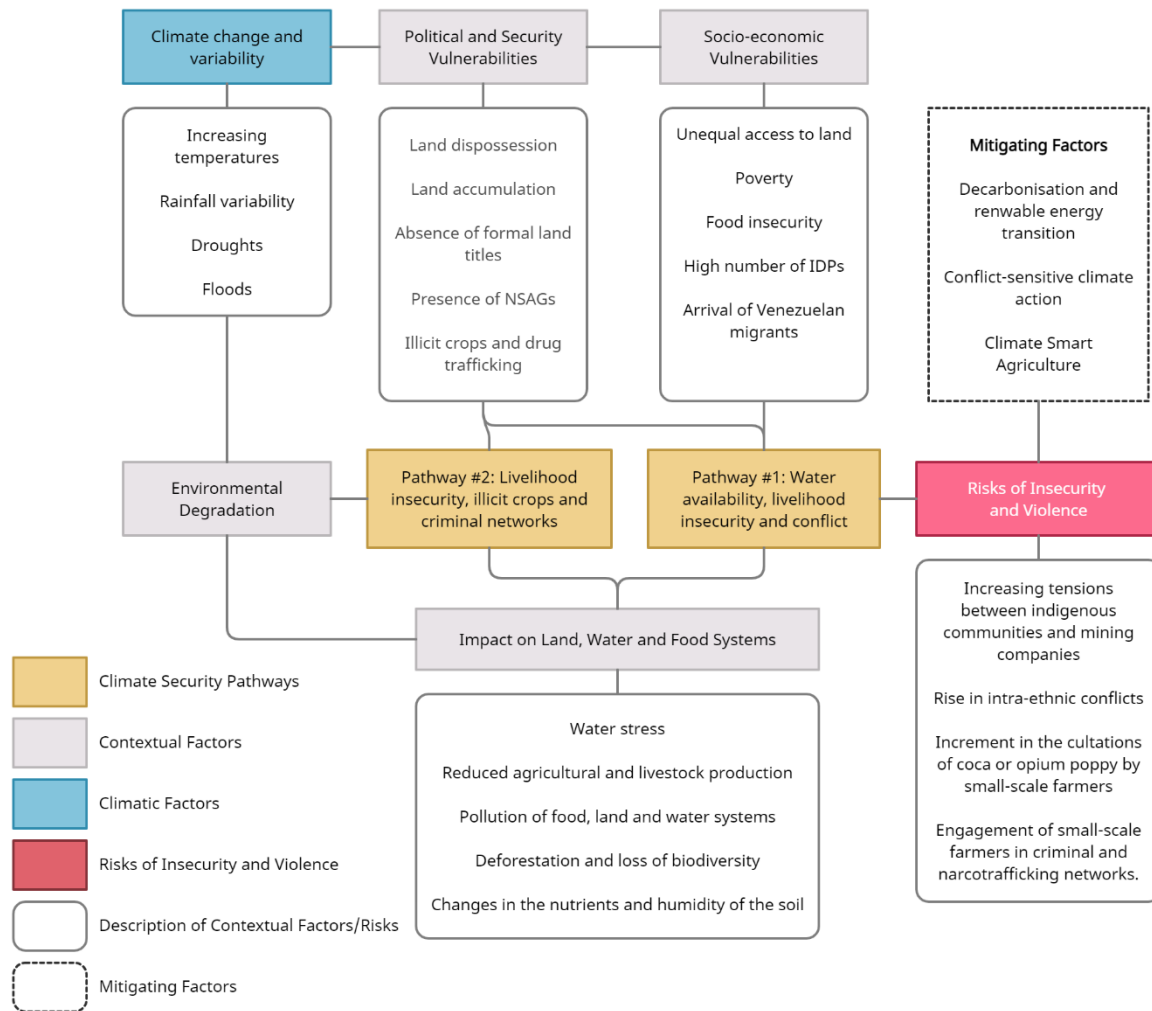 Climate change and
variability
Political and Security
Vulnerabilities
Socio-economic
Vulnerabilities
Increasing
temperatures
Rainfall variability
Droughts
Floods
Land dispossession
Land accumulation
Absence of formal land
titles
Presence of NSAGs
Illicit crops and drug
trafficking
Unequal access to land
Poverty
Food insecurity
High number of IDPs
Arrival of Venezuelan
migrants
Mitigating Factors
Decarbonisation and
renwable energy
transition
Conflict-sensitive climate
action
Climate Smart
Agriculture
Environmental
Degradation
Pathway #2: Livelihood
insecurity, illicit crops and
criminal networks
Pathway #1: Water
availability, livelihood
insecurity and conflict
Risks of Insecurity
and Violence
Impact on Land, Water and Food Systems
Water stress
Reduced agricultural and livestock production
Pollution of food, land and water systems
Deforestation and loss of biodiversity
Changes in the nutrients and humidity of the soil
Increasing tensions
between indigenous
communities and mining
companies
Rise in intra-ethnic conflicts
Increment in the cultations
of coca or opium poppy by
small-scale farmers
Engagement of small-scale
farmers in criminal and
narcotrafficking networks.
Climate Security Pathways
Contextual Factors
Climatic Factors
Risks of Insecurity and Violence
Description of Contextual Factors/Risks
Mitigating Factors